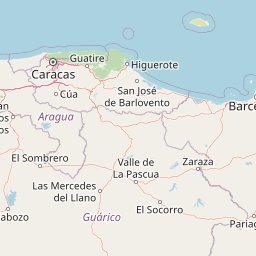 Guatire
Higuerote
Caracas
San José
de Barlovento
Cúa
Barce
Aragua
os
El Sombrero
Valle de
La Pascua
Zaraza
Las Mercedes
del Llano
El Socorro
Guárico
abozo
Pariag